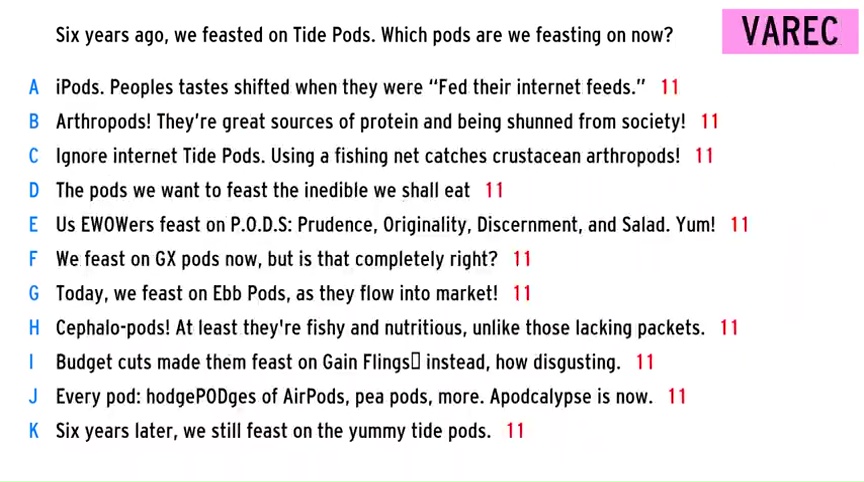 Six years ago, we feasted on Tide Pods. Which pods are we feasting on now?
VAREC
A iPods. Peoples tastes shifted when they were “Fed their internet feeds.” 11
B Arthropods! They’re great sources of protein and being shunned from society! 11
C Ignore internet Tide Pods. Using a fishing net catches crustacean arthropods! 11
D The pods we want to feast the inedible we shall eat 11
E Us EWOWers feast on P.O.D.S: Prudence, Originality, Discernment, and Salad. Yum! 11
F We feast on GX pods now, but is that completely right? 11
G Today, we feast on Ebb Pods, as they flow into market! 11
H Cephalo-pods! At least they're fishy and nutritious, unlike those lacking packets. 11
I Budget cuts made them feast on Gain Flings▯ instead, how disgusting. 11
J Every pod: hodgePODges of AirPods, pea pods, more. Apodcalypse is now. 11
K Six years later, we still feast on the yummy tide pods. 11